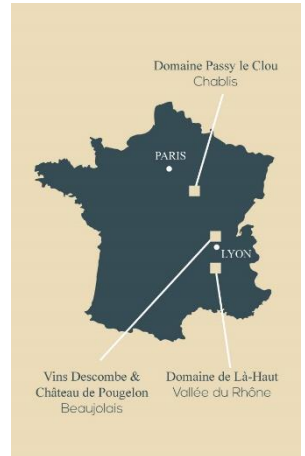 Domaine Passy le Clou
Chablis
PARIS
LYON
Vins Descombe &
Château de Pougelon
Beaujolais
Domaine de Là-Haut
Vallée du Rhône